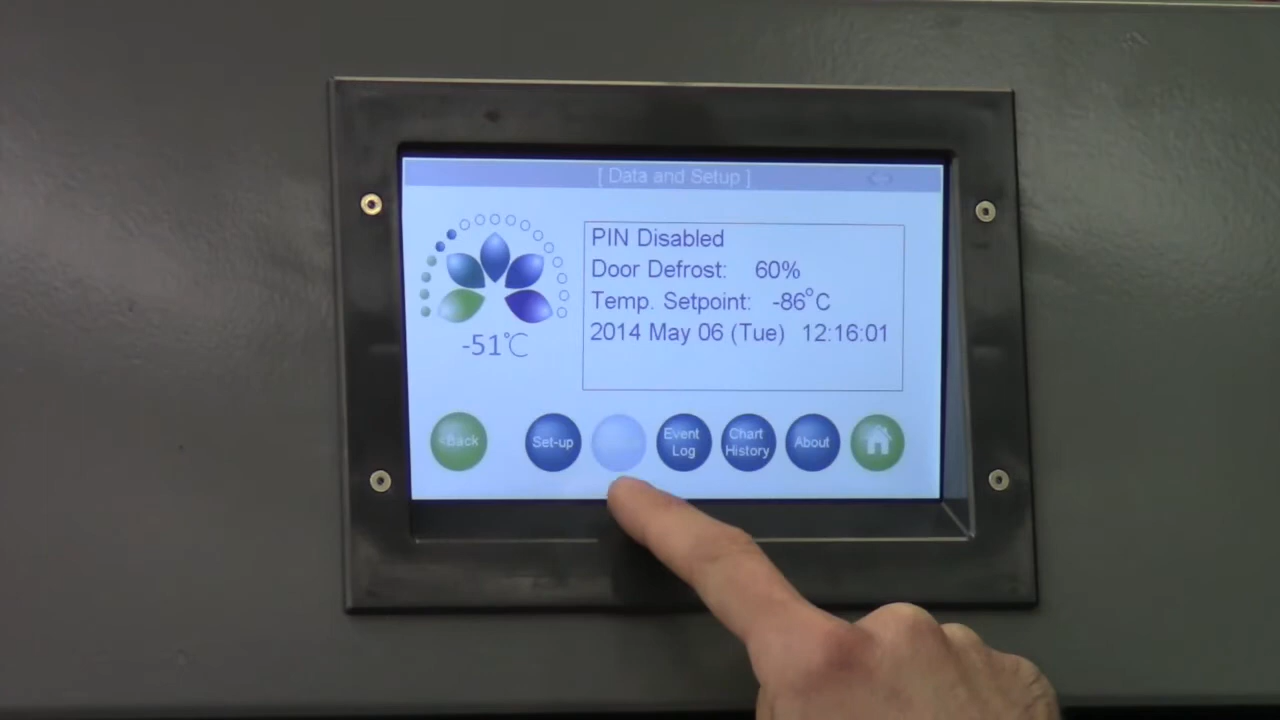 [ Data and Setup ]
PIN Disabled
Door Defrost: 60%
Temp. Setpoint: -86°C
2014 May 06 (Tue) 12:16:01
-51℃
<Back
Set-up
Event
Log
Chart
History
About